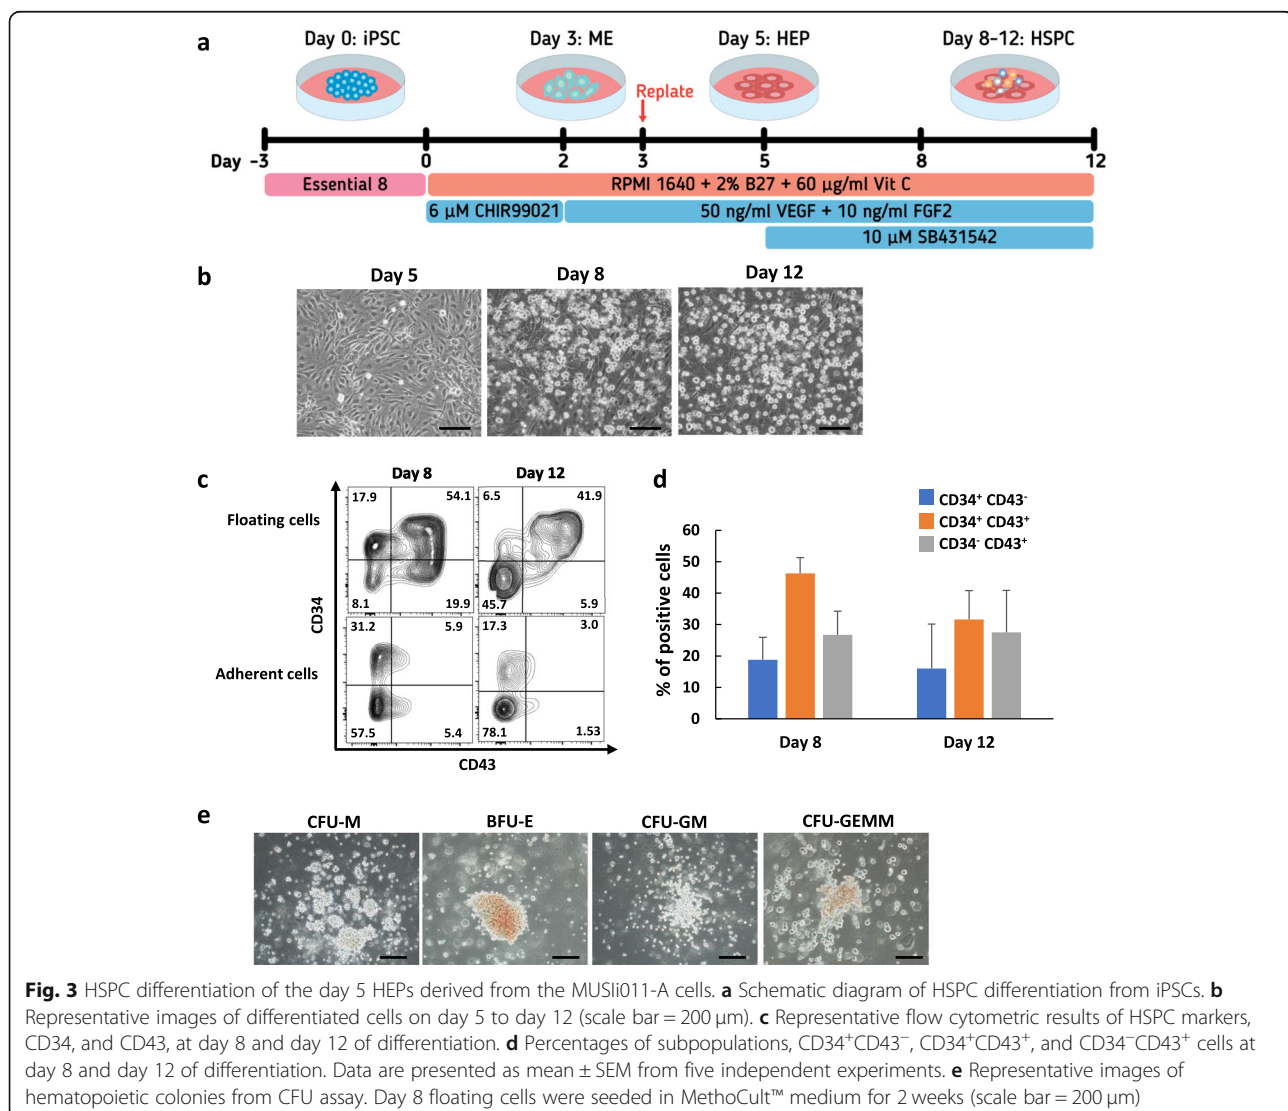 a
Day 0: iPSC
Day 3: ME
Day 5: HEP
Day 8–12: HSPC
Replate
Day -3 0 2 3 5 8 12
Essential 8
RPMI 1640 + 2% B27 + 60 µg/ml Vit C
6 µM CHIR99021
50 ng/ml VEGF + 10 ng/ml FGF2
10 µM SB431542
b
Day 5
Day 8
Day 12
c
Day 8
Day 12
Floating cells
17.9 54.1
8.1 19.9
6.5 41.9
45.7 5.9
Adherent cells
31.2 5.9
57.5 5.4
17.3 3.0
78.1 1.53
CD34
CD43
d
CD34⁺ CD43⁻
CD34⁺ CD43⁺
CD34⁻ CD43⁺
% of positive cells
60
50
40
30
20
10
0
Day 8
Day 12
e
CFU-M
BFU-E
CFU-GM
CFU-GEMM
Fig. 3 HSPC differentiation of the day 5 HEPs derived from the MUSIi011-A cells. a Schematic diagram of HSPC differentiation from iPSCs. b
Representative images of differentiated cells on day 5 to day 12 (scale bar = 200 µm). c Representative flow cytometric results of HSPC markers,
CD34, and CD43, at day 8 and day 12 of differentiation. d Percentages of subpopulations, CD34⁺CD43⁻, CD34⁺CD43⁺, and CD34⁻CD43⁺ cells at
day 8 and day 12 of differentiation. Data are presented as mean ± SEM from five independent experiments. e Representative images of
hematopoietic colonies from CFU assay. Day 8 floating cells were seeded in MethoCult™ medium for 2 weeks (scale bar = 200 µm)